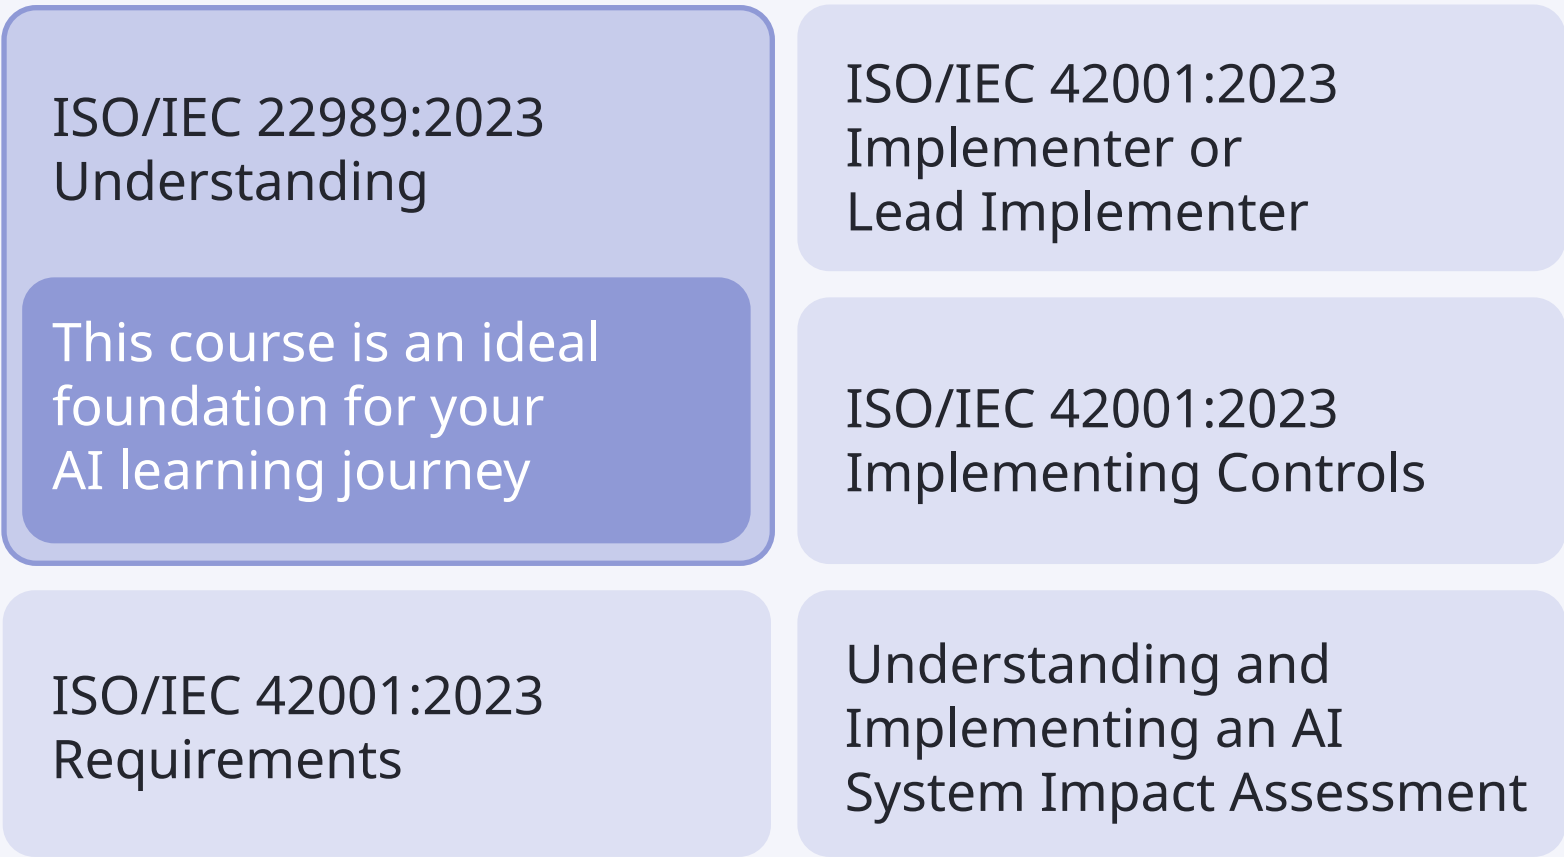 ISO/IEC 22989:2023
Understanding
This course is an ideal
foundation for your
AI learning journey
ISO/IEC 42001:2023
Requirements
ISO/IEC 42001:2023
Implementer or
Lead Implementer
ISO/IEC 42001:2023
Implementing Controls
Understanding and
Implementing an AI
System Impact Assessment